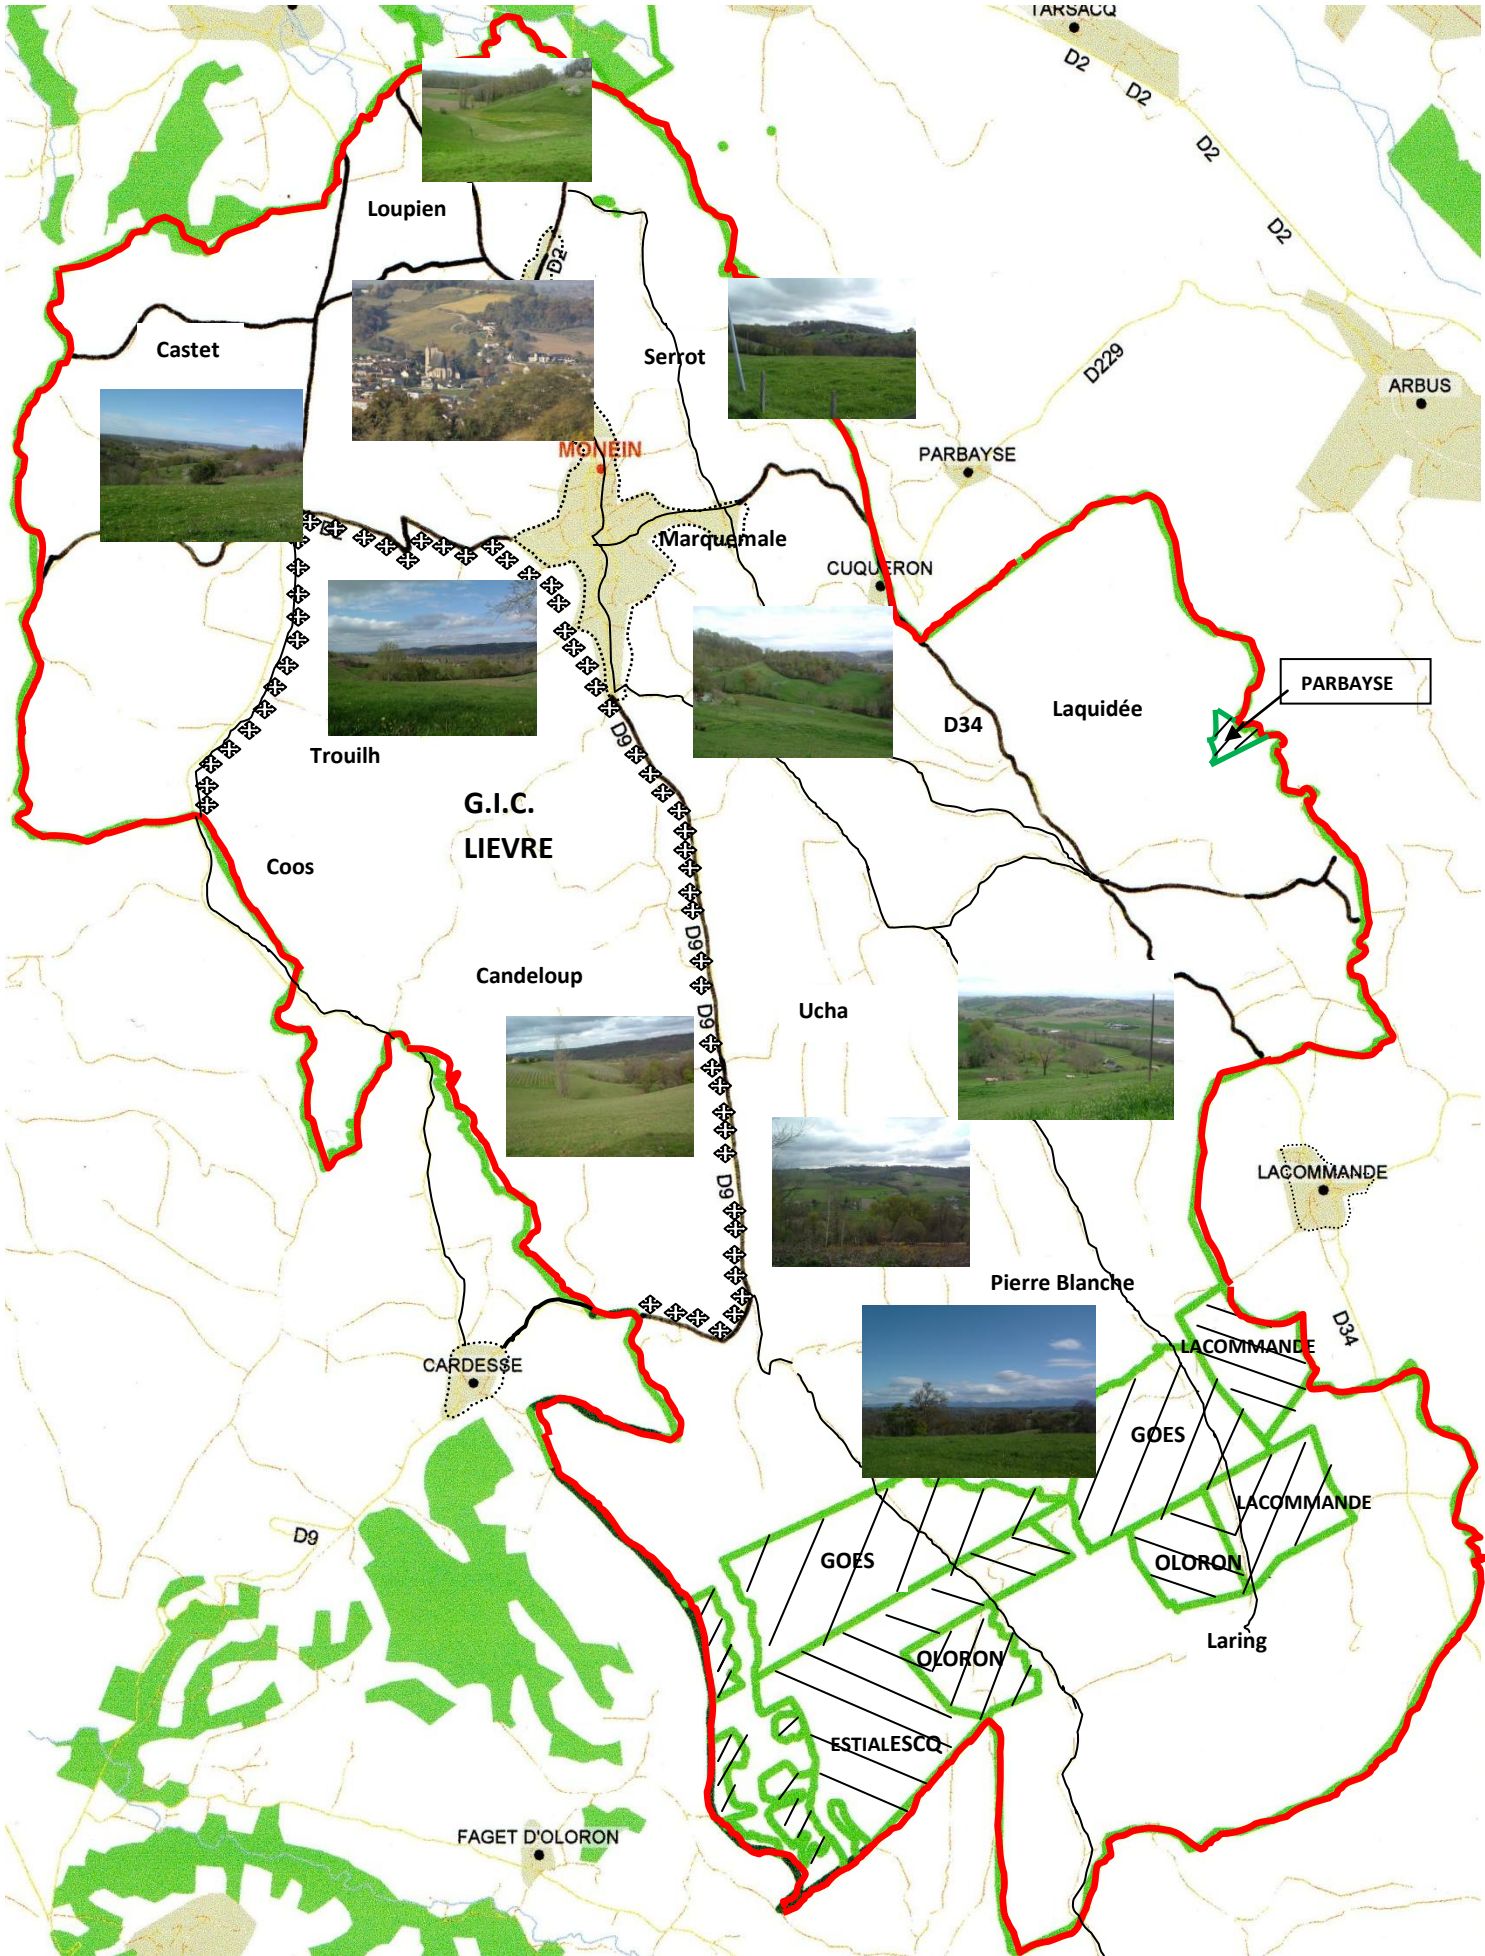 TARSACQ
D2
D2
D2
D2
Loupien
D2
Castet
Serrot
D229
ARBUS
MONEIN
PARBAYSE
Marquemale
CUQUERON
PARBAYSE
Laquidée
D34
D9
Trouilh
G.I.C.
LIEVRE
Coos
D9
Candeloup
Ucha
D9
LACOMMANDE
D9
Pierre Blanche
D34
LACOMMANDE
CARDESSE
GOES
LACOMMANDE
D9
GOES
OLORON
Laring
OLORON
ESTIALESCQ
FAGET D'OLORON